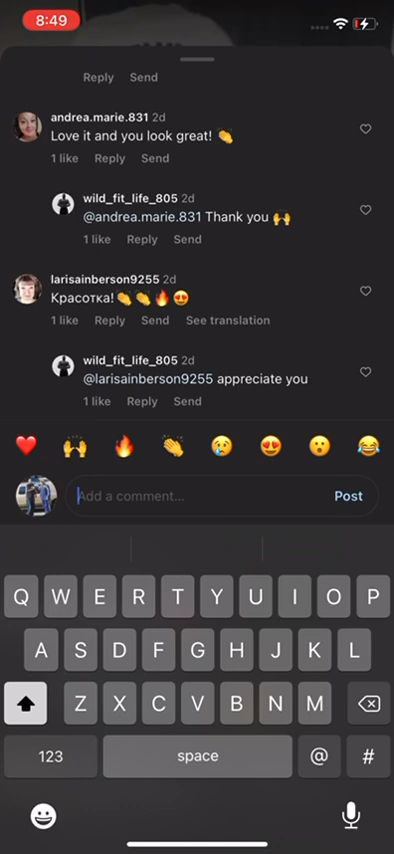 8:49
Reply Send
andrea.marie.831 2d
Love it and you look great! 👏
1 like Reply Send
wild_fit_life_805 2d
@andrea.marie.831 Thank you 🙌
1 like Reply Send
larisainberson9255 2d
Красотка!👏👏🔥😍
1 like Reply Send See translation
wild_fit_life_805 2d
@larisainberson9255 appreciate you
1 like Reply Send
❤️ 🙌 🔥 👏 😢 😍 😮 😂
Add a comment... Post
Q W E R T Y U I O P
A S D F G H J K L
Z X C V B N M
123 space @ #